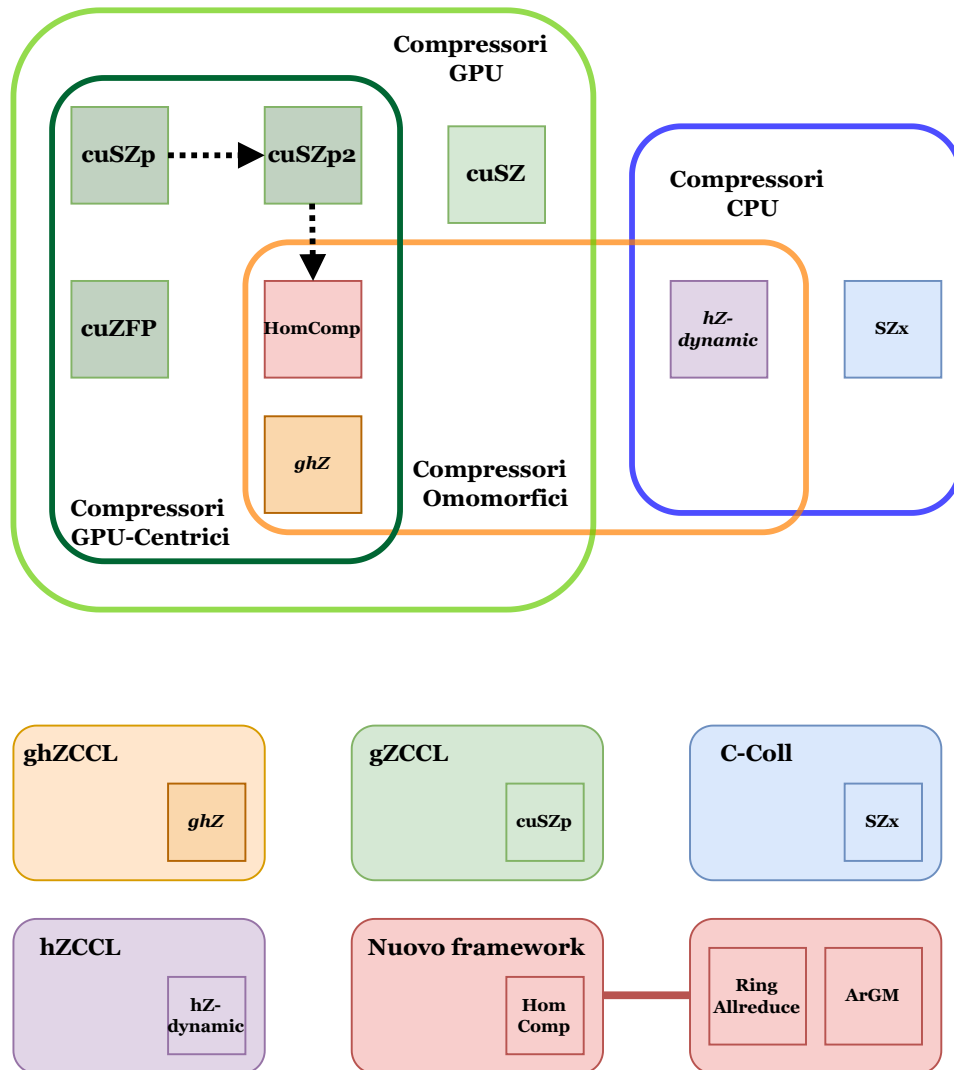 Compressori
GPU
cuSZp
cuSZp2
cuSZ
Compressori
CPU
cuZFP
HomComp
hZ-
dynamic
SZx
ghZ
Compressori
Omomorfici
Compressori
GPU-Centrici
ghZCCL
ghZ
gZCCL
cuSZp
C-Coll
SZx
hZCCL
hZ-
dynamic
Nuovo framework
Hom
Comp
Ring
Allreduce
ArGM